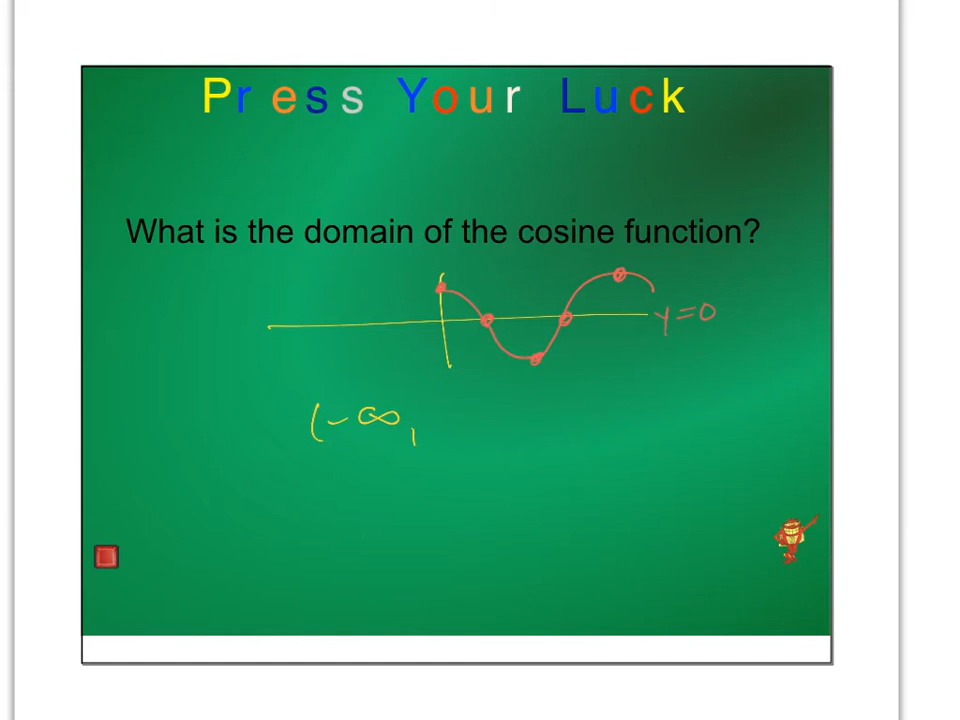 Press Your Luck
What is the domain of the cosine function?
y=0
(-∞,